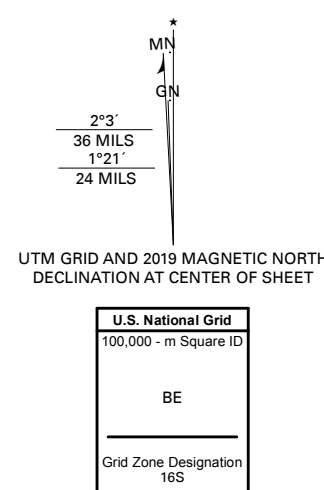 ★
MN
GN
2°3´
36 MILS
1°21´
24 MILS
UTM GRID AND 2019 MAGNETIC NORTH
DECLINATION AT CENTER OF SHEET
U.S. National Grid
100,000 - m Square ID
BE
Grid Zone Designation
16S